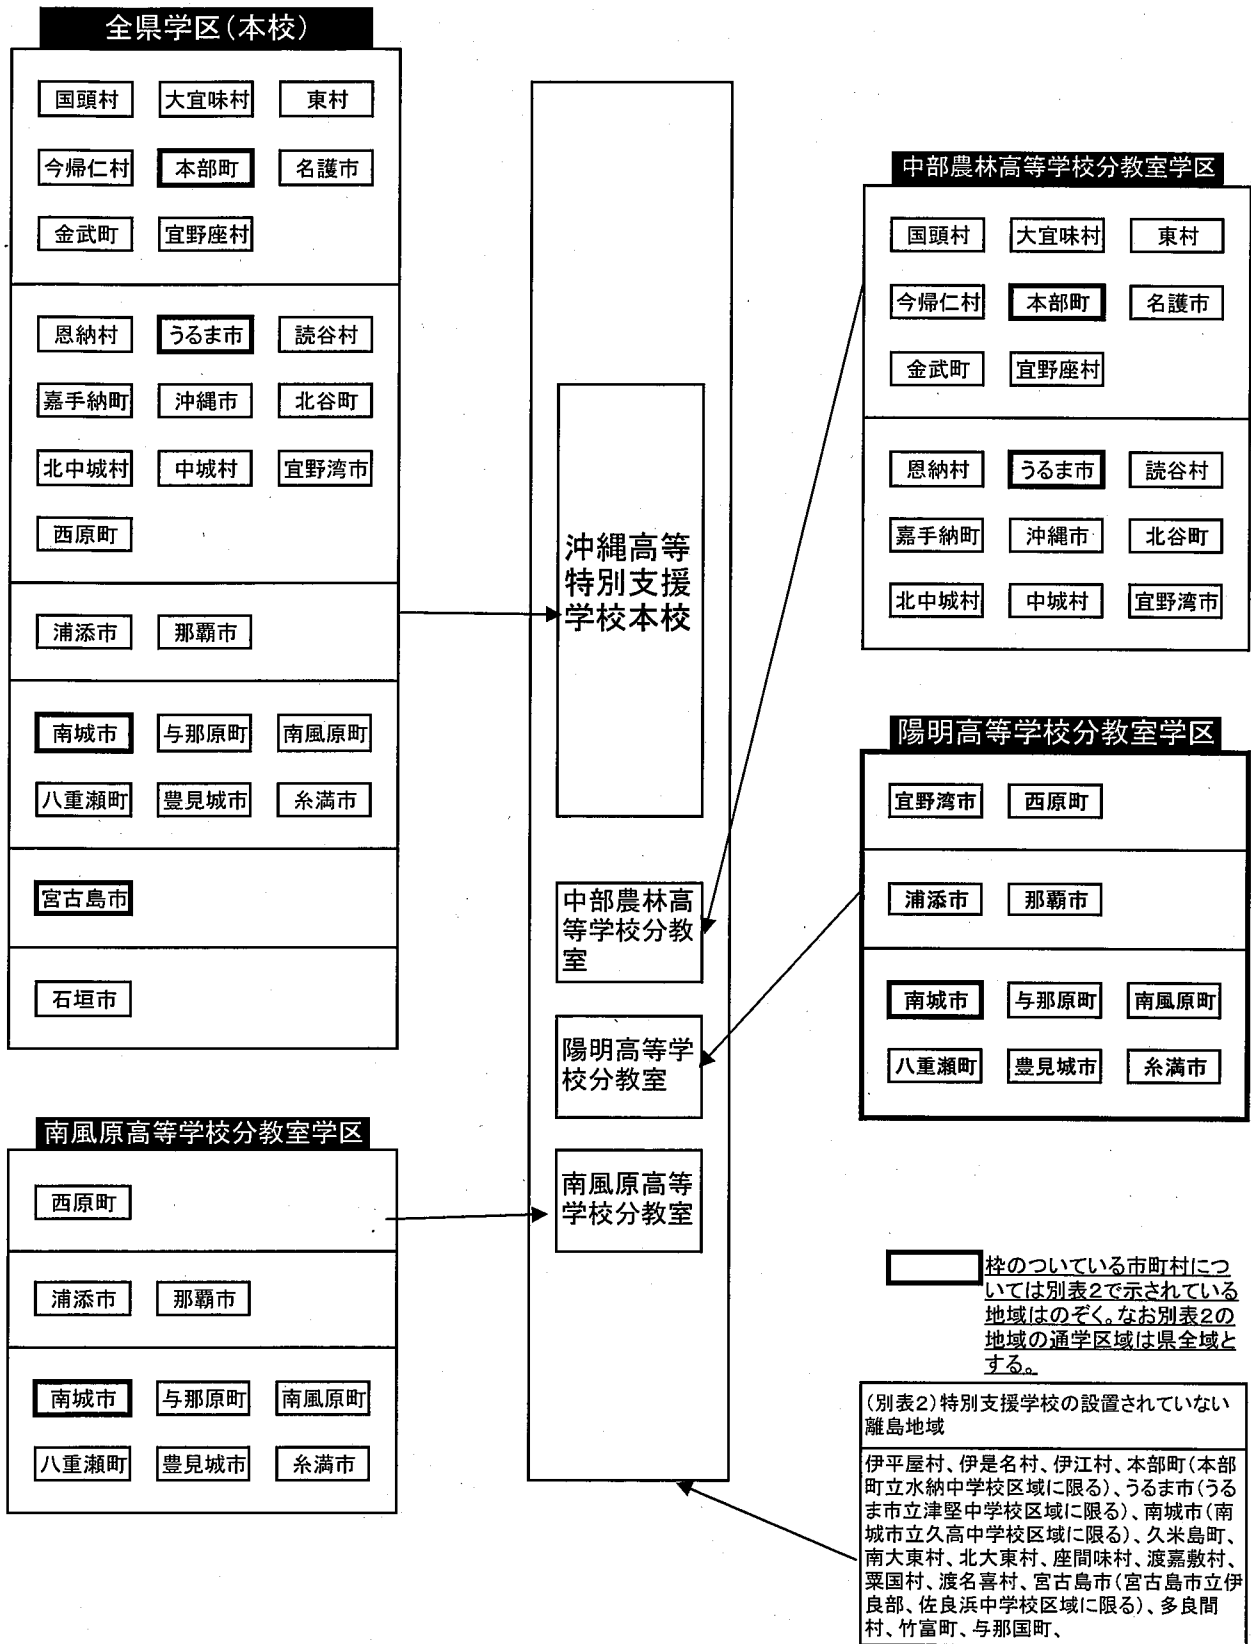 全県学区（本校）
国頭村 大宜味村 東村
今帰仁村 本部町 名護市
金武町 宜野座村
恩納村 うるま市 読谷村
嘉手納町 沖縄市 北谷町
北中城村 中城村 宜野湾市
西原町
浦添市 那覇市
南城市 与那原町 南風原町
八重瀬町 豊見城市 糸満市
宮古島市
石垣市
南風原高等学校分教室学区
西原町
浦添市 那覇市
南城市 与那原町 南風原町
八重瀬町 豊見城市 糸満市
沖縄高等
特別支援
学校本校
中部農林高
等学校分教
室
陽明高等学
校分教室
南風原高等
学校分教室
中部農林高等学校分教室学区
国頭村 大宜味村 東村
今帰仁村 本部町 名護市
金武町 宜野座村
恩納村 うるま市 読谷村
嘉手納町 沖縄市 北谷町
北中城村 中城村 宜野湾市
陽明高等学校分教室学区
宜野湾市 西原町
浦添市 那覇市
南城市 与那原町 南風原町
八重瀬町 豊見城市 糸満市
枠のついている市町村につ
いては別表２で示されている
地域はのぞく。なお別表２の
地域の通学区域は県全域と
する。
（別表２）特別支援学校の設置されていない
離島地域
伊平屋村、伊是名村、伊江村、本部町（本部
町立水納中学校区域に限る）、うるま市（うる
ま市立津堅中学校区域に限る）、南城市（南
城市立久高中学校区域に限る）、久米島町、
南大東村、北大東村、座間味村、渡嘉敷村、
粟国村、渡名喜村、宮古島市（宮古島市立伊
良部、佐良浜中学校区域に限る）、多良間
村、竹富町、与那国町、